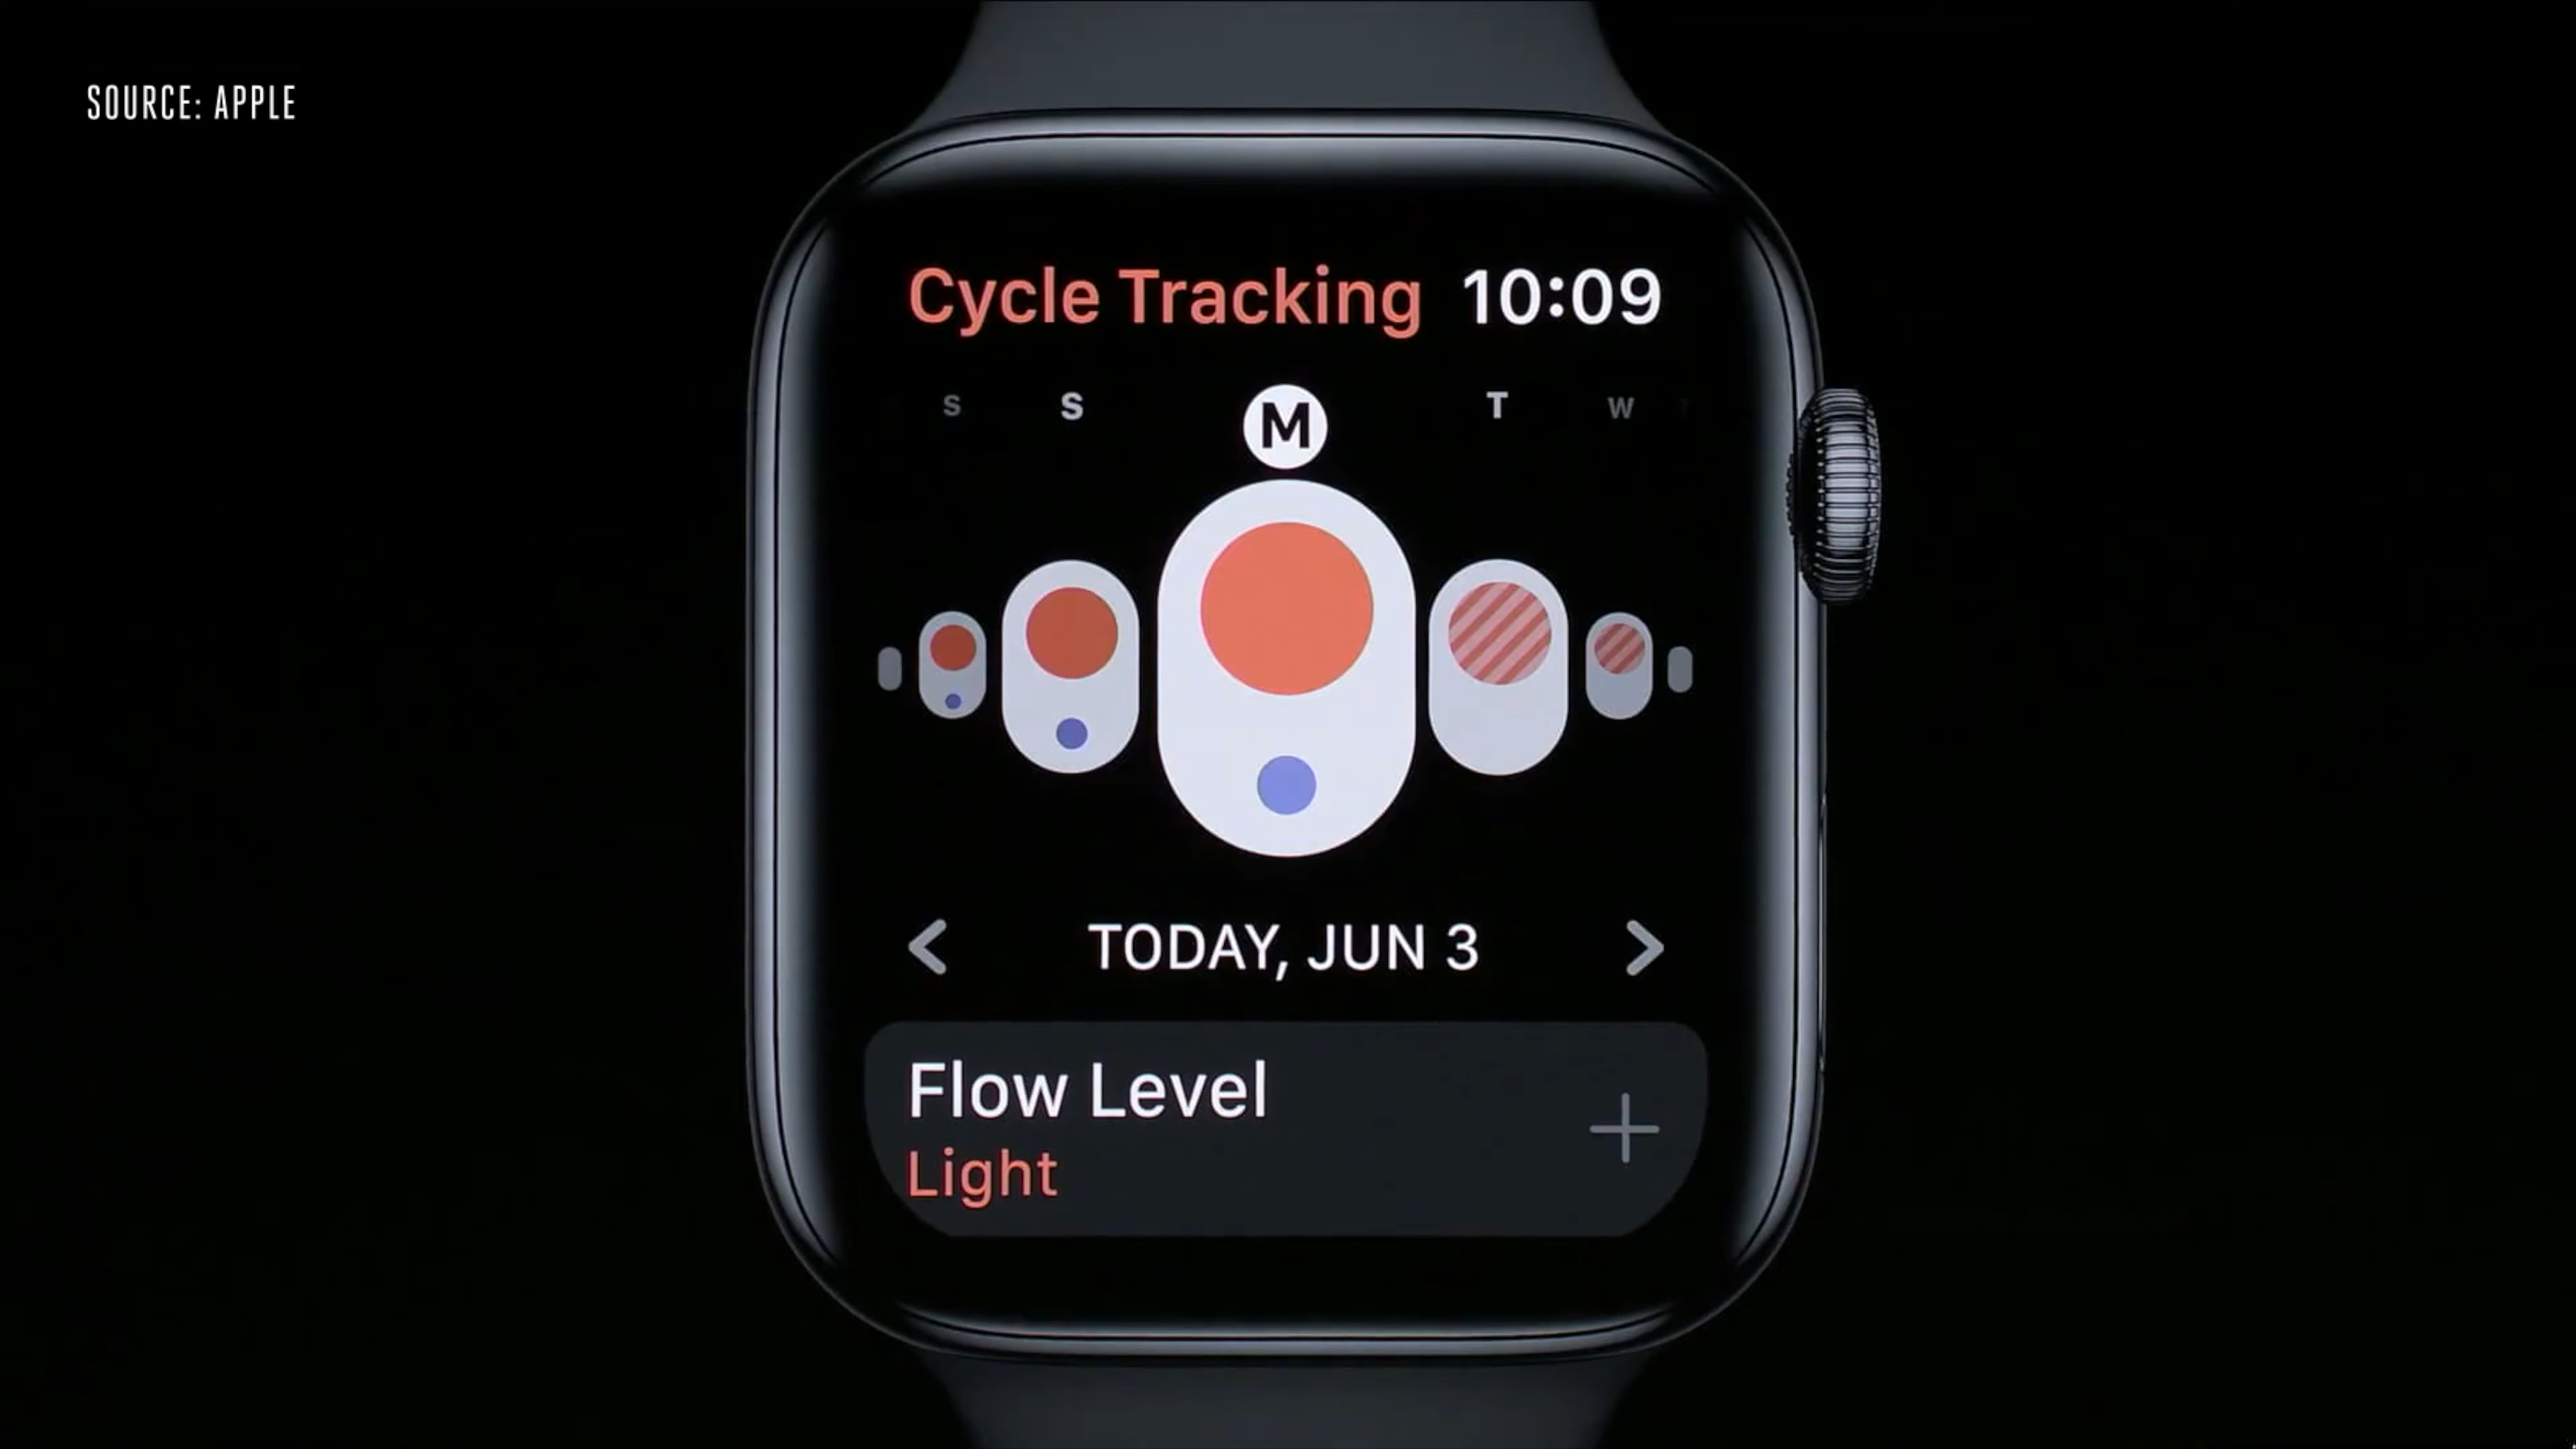 SOURCE: APPLE
Cycle Tracking 10:09
S S M T W
TODAY, JUN 3
Flow Level
Light